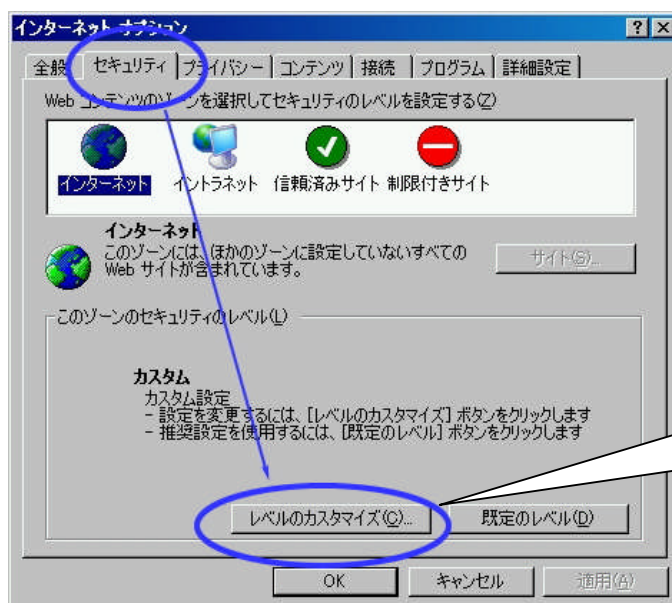 インターネット オプション
全般 セキュリティ プライバシー コンテンツ 接続 プログラム 詳細設定
Web コンテンツのゾーンを選択してセキュリティのレベルを設定する(Z)
インターネット イントラネット 信頼済みサイト 制限付きサイト
インターネット
このゾーンには、ほかのゾーンに設定していないすべての
Web サイトが含まれています。
サイト(S)...
このゾーンのセキュリティのレベル(L)
カスタム
カスタム設定
- 設定を変更するには、[レベルのカスタマイズ] ボタンをクリックします
- 推奨設定を使用するには、[既定のレベル] ボタンをクリックします
レベルのカスタマイズ(C)... 既定のレベル(D)
OK キャンセル 適用(A)